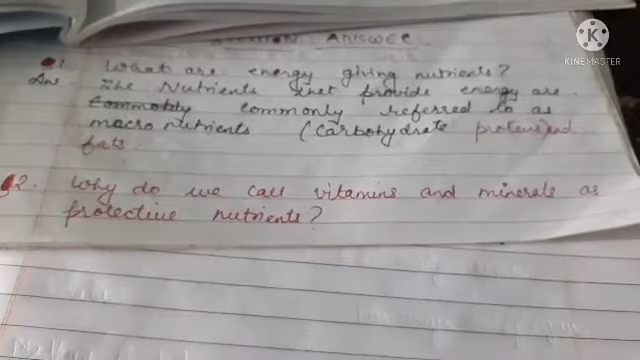 QUESTION ANSWER
Q1 What are energy giving nutrients?
Ans The Nutrients that provide energy are
commonly commonly referred to as
macro nutrients (carbohydrate proteins) and
fats
Q2. Why do we call vitamins and minerals as
protective nutrients?
K
KINEMASTER